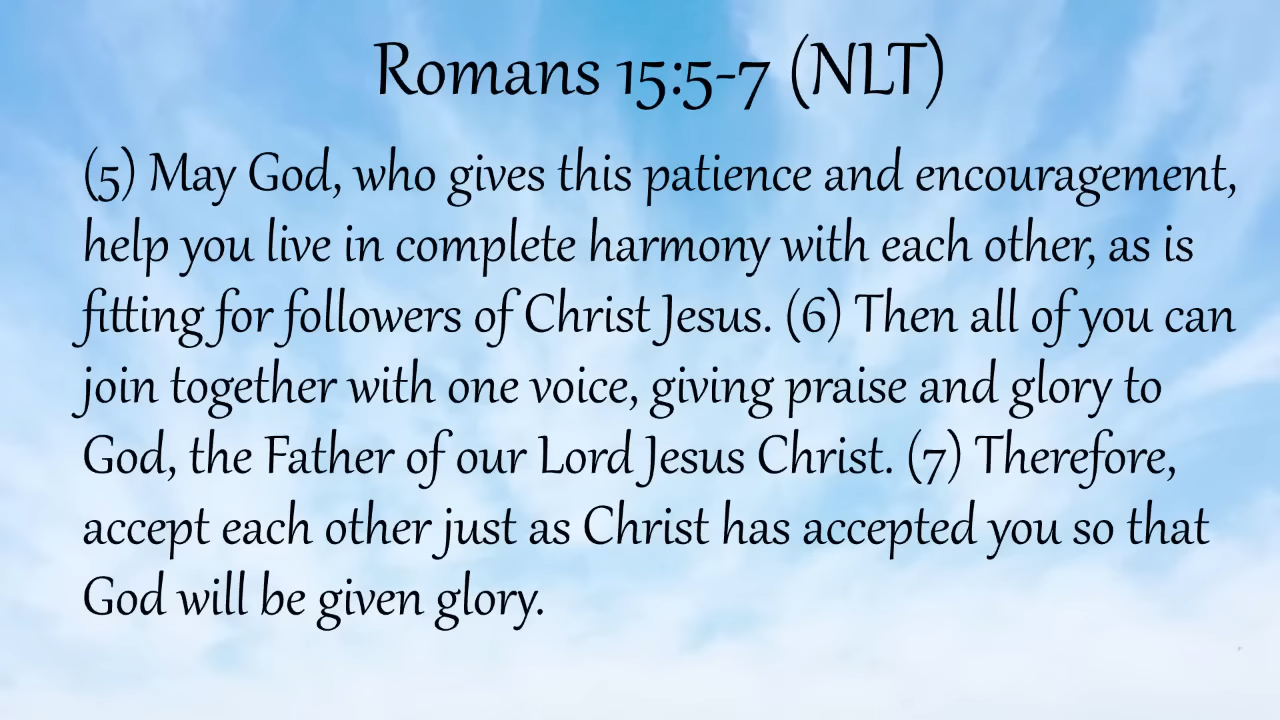 Romans 15:5-7 (NLT)
(5) May God, who gives this patience and encouragement,
help you live in complete harmony with each other, as is
fitting for followers of Christ Jesus. (6) Then all of you can
join together with one voice, giving praise and glory to
God, the Father of our Lord Jesus Christ. (7) Therefore,
accept each other just as Christ has accepted you so that
God will be given glory.